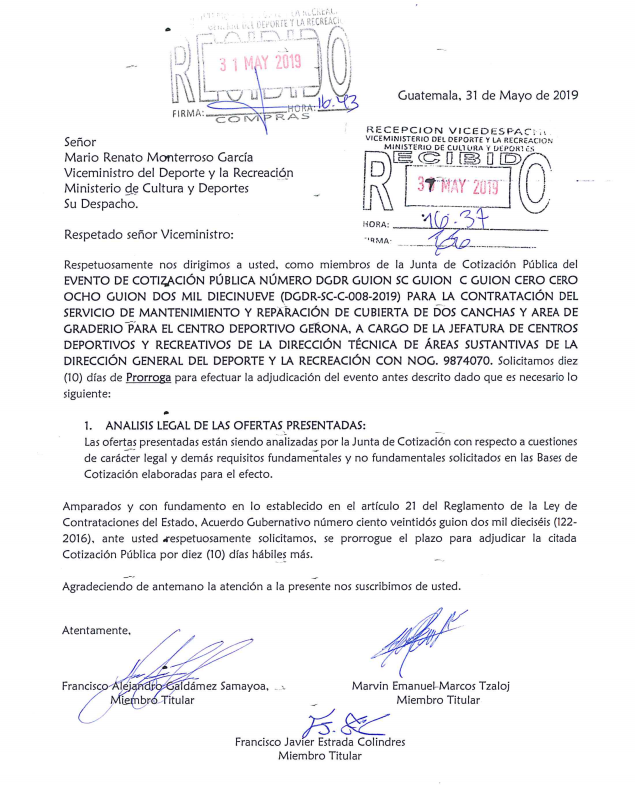 GENERAL DEL DEPORTE Y LA RECREACI
RECIBIDO
31 MAY 2019
FIRMA: HORA: 16.43
COMPRAS
Guatemala, 31 de Mayo de 2019
RECEPCION VICEDESPACH
VICEMINISTERIO DEL DEPORTE Y LA RECREACION
MINISTERIO DE CULTURA Y DEPORTES
RECIBIDO
31 MAY 2019
HORA: 16.37
FIRMA:
Señor
Mario Renato Monterroso García
Viceministro del Deporte y la Recreación
Ministerio de Cultura y Deportes
Su Despacho.
Respetado señor Viceministro:
Respetuosamente nos dirigimos a usted, como miembros de la Junta de Cotización Pública del
EVENTO DE COTIZACIÓN PÚBLICA NÚMERO DGDR GUION SC GUION C GUION CERO CERO
OCHO GUION DOS MIL DIECINUEVE (DGDR-SC-C-008-2019) PARA LA CONTRATACIÓN DEL
SERVICIO DE MANTENIMIENTO Y REPARACIÓN DE CUBIERTA DE DOS CANCHAS Y AREA DE
GRADERIO PARA EL CENTRO DEPORTIVO GERONA, A CARGO DE LA JEFATURA DE CENTROS
DEPORTIVOS Y RECREATIVOS DE LA DIRECCIÓN TÉCNICA DE ÁREAS SUSTANTIVAS DE LA
DIRECCIÓN GENERAL DEL DEPORTE Y LA RECREACIÓN CON NOG. 9874070. Solicitamos diez
(10) días de Prorroga para efectuar la adjudicación del evento antes descrito dado que es necesario lo
siguiente:
1. ANALISIS LEGAL DE LAS OFERTAS PRESENTADAS:
Las ofertas presentadas están siendo analizadas por la Junta de Cotización con respecto a cuestiones
de carácter legal y demás requisitos fundamentales y no fundamentales solicitados en las Bases de
Cotización elaboradas para el efecto.
Amparados y con fundamento en lo establecido en el artículo 21 del Reglamento de la Ley de
Contrataciones del Estado, Acuerdo Gubernativo número ciento veintidós guion dos mil dieciséis (122-
2016), ante usted respetuosamente solicitamos, se prorrogue el plazo para adjudicar la citada
Cotización Pública por diez (10) días hábiles más.
Agradeciendo de antemano la atención a la presente nos suscribimos de usted.
Atentamente,
Francisco Alejandro Galdámez Samayoa,
Miembro Titular
Marvin Emanuel Marcos Tzaloj
Miembro Titular
Francisco Javier Estrada Colindres
Miembro Titular